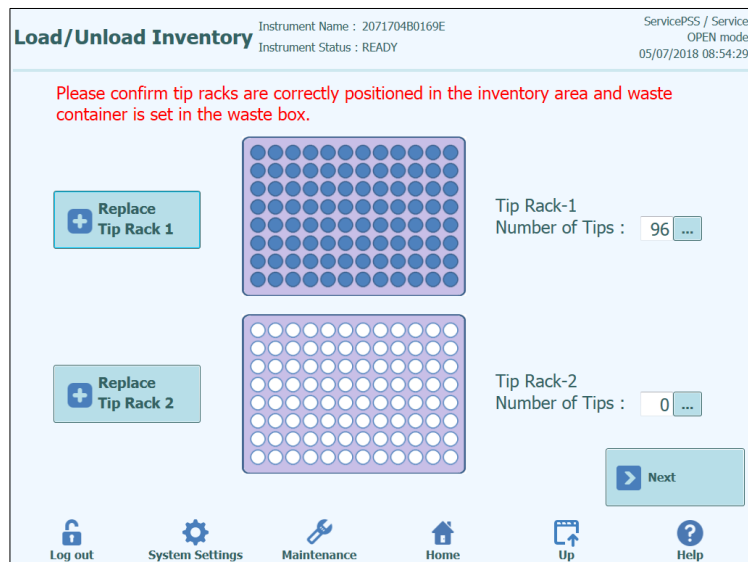 Load/Unload Inventory
Instrument Name : 2071704B0169E
Instrument Status : READY
ServicePSS / Service
OPEN mode
05/07/2018 08:54:29
Please confirm tip racks are correctly positioned in the inventory area and waste
container is set in the waste box.
Replace
Tip Rack 1
Tip Rack-1
Number of Tips : 96 ...
Replace
Tip Rack 2
Tip Rack-2
Number of Tips : 0 ...
Next
Log out System Settings Maintenance Home Up Help